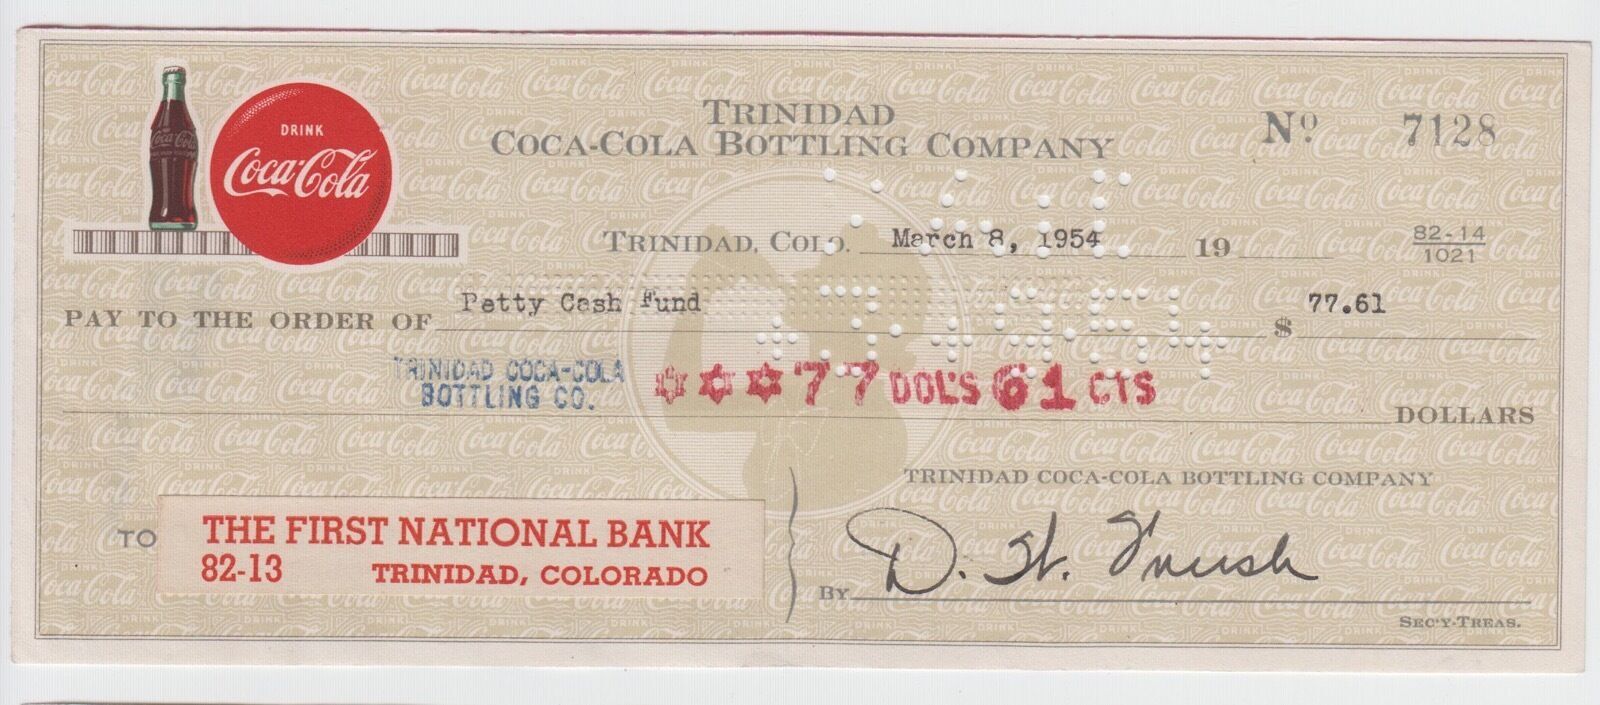 DRINK
Coca-Cola
TRINIDAD
COCA-COLA BOTTLING COMPANY
Nº 7128
TRINIDAD, COLO. March 8, 1954 19
82-14
1021
PAY TO THE ORDER OF Petty Cash Fund $ 77.61
TRINIDAD COCA-COLA
BOTTLING CO.
77 DOL'S 61 CTS
DOLLARS
TRINIDAD COCA-COLA BOTTLING COMPANY
TO THE FIRST NATIONAL BANK
82-13 TRINIDAD, COLORADO
BY D.
SEC'Y-TREAS.